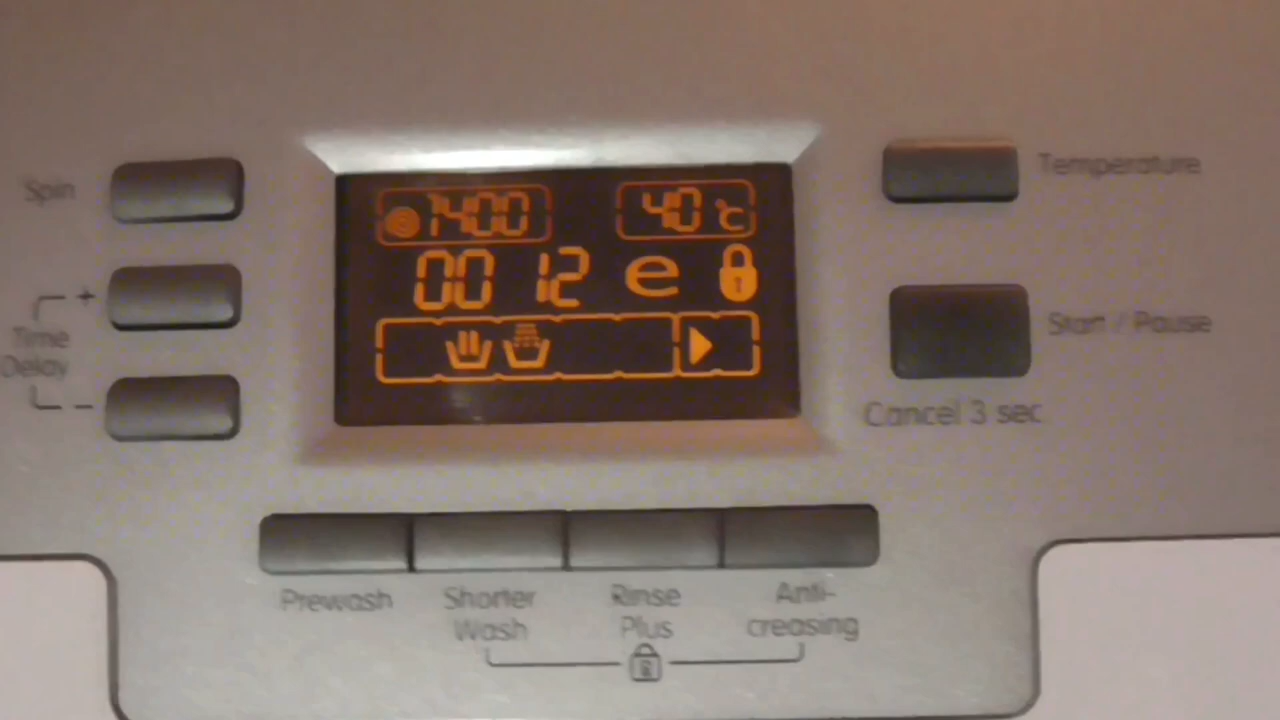 Spin
1400
40 °C
Temperature
00 12 e
+
Time
Delay
-
Start / Pause
Cancel 3 sec
Prewash
Shorter
Wash
Rinse
Plus
Anti-
creasing